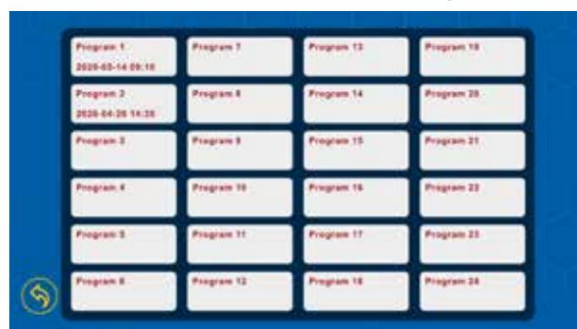 Program 1
Program 2
Program 3
Program 4
Program 5
Program 6
Program 7
Program 8
Program 9
Program 10
Program 11
Program 12
Program 13
Program 14
Program 15
Program 16
Program 17
Program 18
Program 19
Program 20
Program 21
Program 22
Program 23
Program 24